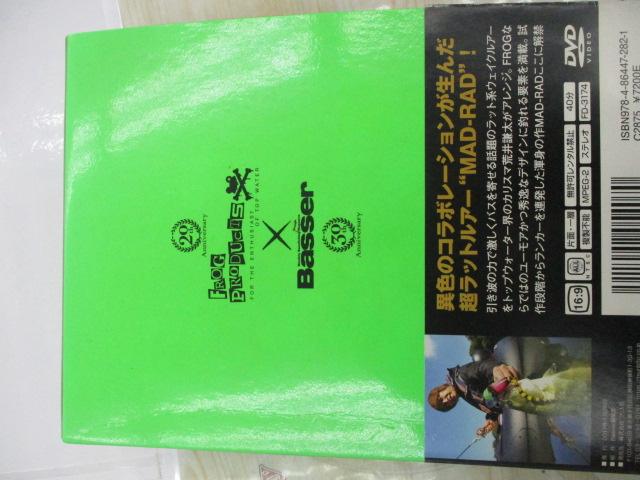 20th
Anniversary
FROG
PRODUCTS
FOR THE ENTHUSIAST
OF TOP WATER
×
Basser
30th
Anniversary
異色のコラボレーションが生んだ
超ラットルアー“MAD-RAD”！
引き波の力で激しくバスを寄せる話題のラット系ウェイクルアー
をトップウォーター界のカリスマ荒井謙太がアレンジ。FROGな
らではのユーモアかつ秀逸なデザインに釣れる要素を満載。試
作段階からランカーを連発した渾身の作MAD-RADここに解禁
DVD
VIDEO
40分
FD-3174
無許可レンタル禁止
ステレオ
MPEG-2
片面・一層
複製不能
ALL
NTSC
16:9
ISBN978-4-86447-282-1
C2875 ¥7200E